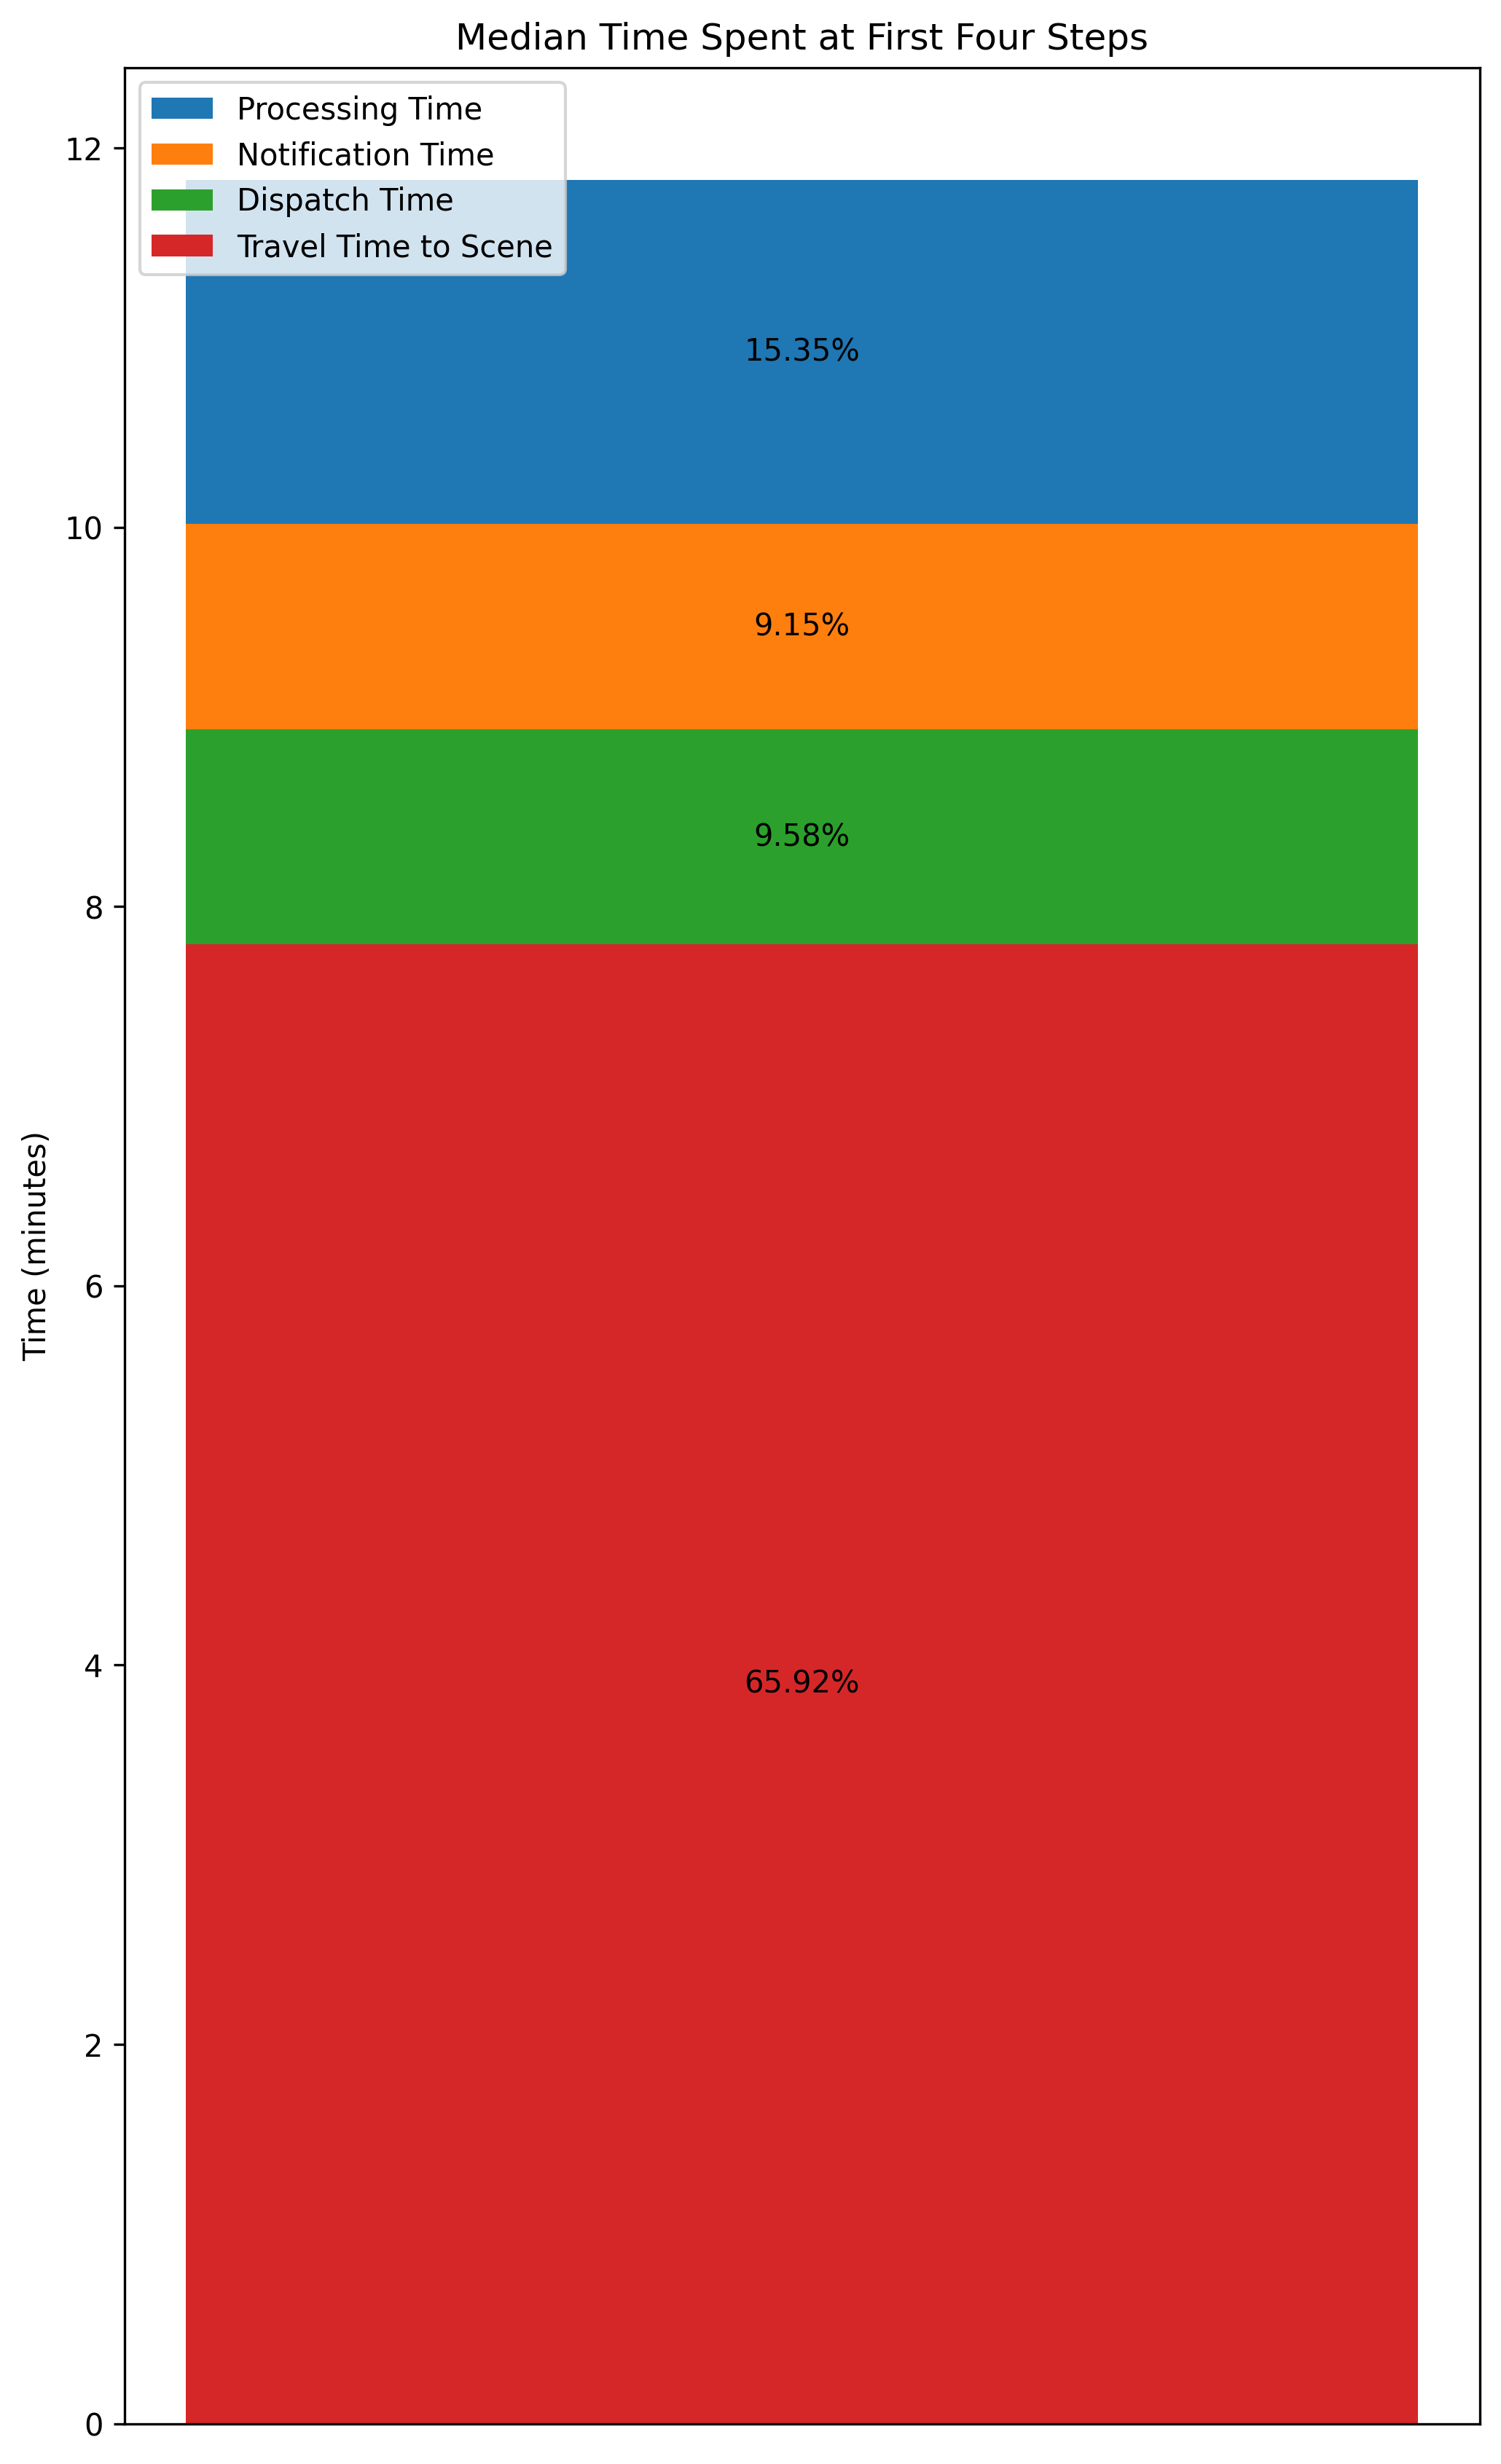 Median Time Spent at First Four Steps
Processing Time
Notification Time
Dispatch Time
Travel Time to Scene
12
10
8
6
4
2
0
Time (minutes)
15.35%
9.15%
9.58%
65.92%